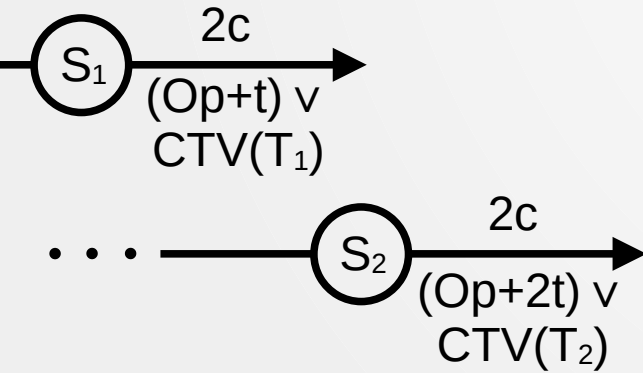 2c
S₁
(Op+t) ∨
CTV(T₁)
2c
. . .
S₂
(Op+2t) ∨
CTV(T₂)